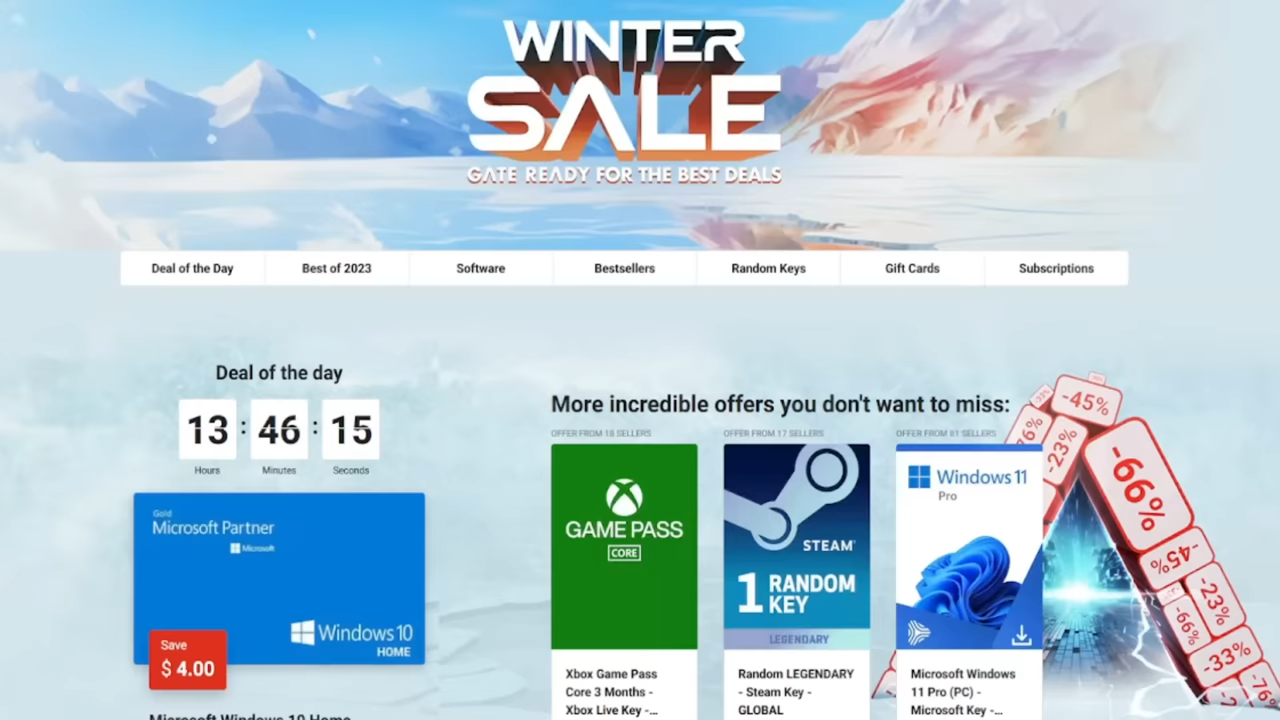 WINTER
SALE
GATE READY FOR THE BEST DEALS
Deal of the Day
Best of 2023
Software
Bestsellers
Random Keys
Gift Cards
Subscriptions
Deal of the day
13 : 46 : 15
Hours
Minutes
Seconds
Gold
Microsoft Partner
Microsoft
Windows 10
HOME
Save
$ 4.00
Microsoft Windows 10 Home
More incredible offers you don't want to miss:
OFFER FROM 18 SELLERS
GAME PASS
CORE
Xbox Game Pass
Core 3 Months -
Xbox Live Key -...
OFFER FROM 17 SELLERS
STEAM
1 RANDOM
KEY
LEGENDARY
Random LEGENDARY
- Steam Key -
GLOBAL
OFFER FROM 81 SELLERS
Windows 11
Pro
Microsoft Windows
11 Pro (PC) -
Microsoft Key -...
-45%
-23%
-66%
-45%
-23%
-66%
-33%